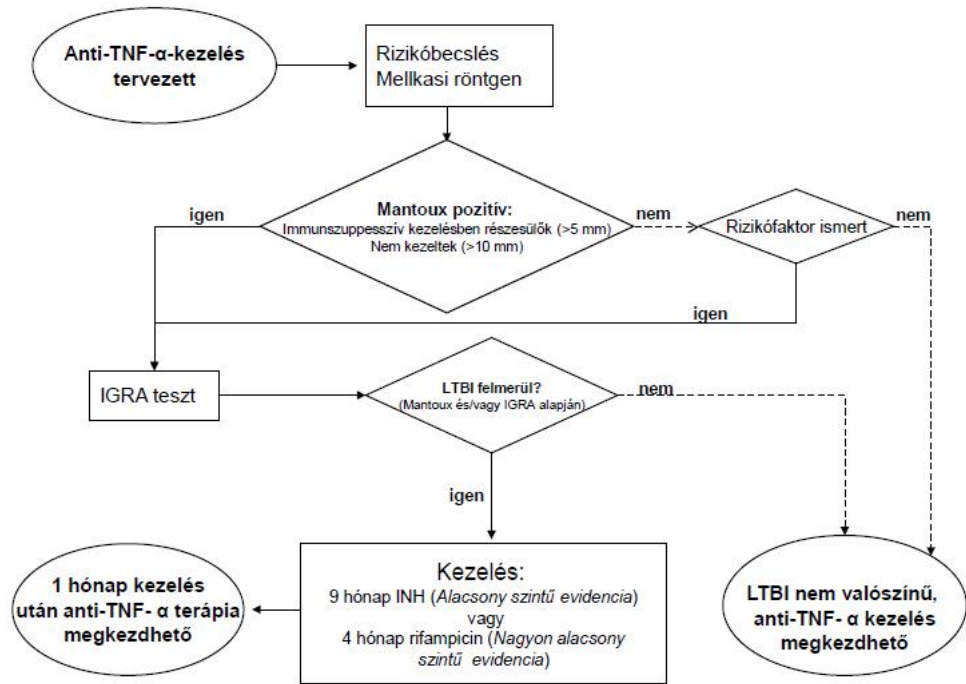 Anti-TNF-α-kezelés
tervezett
Rizikóbecslés
Mellkasi röntgen
igen
Mantoux pozitív:
Immunszuppesszív kezelésben részesülők (>5 mm)
Nem kezeltek (>10 mm)
nem
Rizikófaktor ismert
nem
igen
IGRA teszt
LTBI felmerül?
(Mantoux és/vagy IGRA alapján)
nem
igen
1 hónap kezelés
után anti-TNF- α terápia
megkezdhető
Kezelés:
9 hónap INH (Alacsony szintű evidencia)
vagy
4 hónap rifampicin (Nagyon alacsony
szintű evidencia)
LTBI nem valószínű,
anti-TNF- α kezelés
megkezdhető